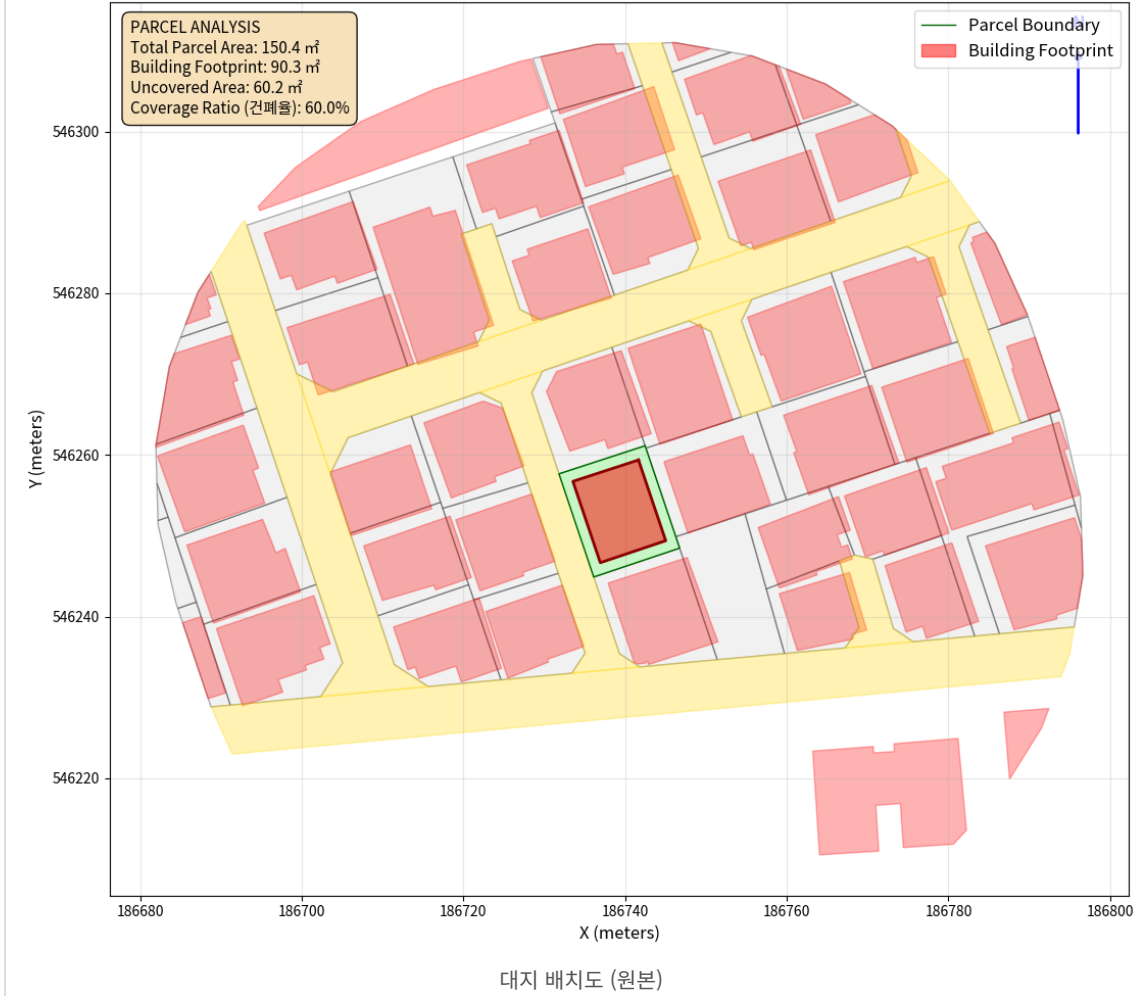 PARCEL ANALYSIS
Total Parcel Area: 150.4 ㎡
Building Footprint: 90.3 ㎡
Uncovered Area: 60.2 ㎡
Coverage Ratio (건폐율): 60.0%
Parcel Boundary
Building Footprint
N
546300
546280
546260
546240
546220
Y (meters)
186680 186700 186720 186740 186760 186780 186800
X (meters)
대지 배치도 (원본)